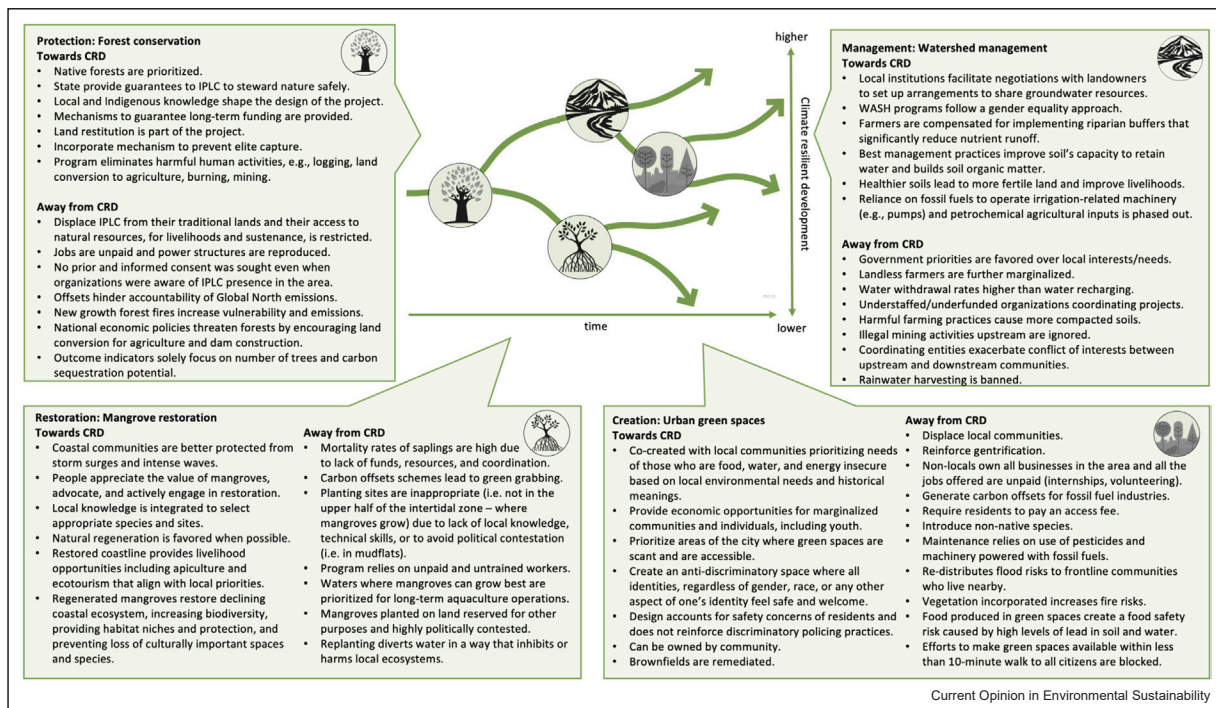 Protection: Forest conservation
Towards CRD
• Native forests are prioritized.
• State provide guarantees to IPLC to steward nature safely.
• Local and Indigenous knowledge shape the design of the project.
• Mechanisms to guarantee long-term funding are provided.
• Land restitution is part of the project.
• Incorporate mechanism to prevent elite capture.
• Program eliminates harmful human activities, e.g., logging, land
conversion to agriculture, burning, mining.
Away from CRD
• Displace IPLC from their traditional lands and their access to
natural resources, for livelihoods and sustenance, is restricted.
• Jobs are unpaid and power structures are reproduced.
• No prior and informed consent was sought even when
organizations were aware of IPLC presence in the area.
• Offsets hinder accountability of Global North emissions.
• New growth forest fires increase vulnerability and emissions.
• National economic policies threaten forests by encouraging land
conversion for agriculture and dam construction.
• Outcome indicators solely focus on number of trees and carbon
sequestration potential.
higher
Climate resilient development
lower
miro
time
Management: Watershed management
Towards CRD
• Local institutions facilitate negotiations with landowners
to set up arrangements to share groundwater resources.
• WASH programs follow a gender equality approach.
• Farmers are compensated for implementing riparian buffers that
significantly reduce nutrient runoff.
• Best management practices improve soil's capacity to retain
water and builds soil organic matter.
• Healthier soils lead to more fertile land and improve livelihoods.
• Reliance on fossil fuels to operate irrigation-related machinery
(e.g., pumps) and petrochemical agricultural inputs is phased out.
Away from CRD
• Government priorities are favored over local interests/needs.
• Landless farmers are further marginalized.
• Water withdrawal rates higher than water recharging.
• Understaffed/underfunded organizations coordinating projects.
• Harmful farming practices cause more compacted soils.
• Illegal mining activities upstream are ignored.
• Coordinating entities exacerbate conflict of interests between
upstream and downstream communities.
• Rainwater harvesting is banned.
Restoration: Mangrove restoration
Towards CRD
• Coastal communities are better protected from
storm surges and intense waves.
• People appreciate the value of mangroves,
advocate, and actively engage in restoration.
• Local knowledge is integrated to select
appropriate species and sites.
• Natural regeneration is favored when possible.
• Restored coastline provides livelihood
opportunities including apiculture and
ecotourism that align with local priorities.
• Regenerated mangroves restore declining
coastal ecosystem, increasing biodiversity,
providing habitat niches and protection, and
preventing loss of culturally important spaces
and species.
Away from CRD
• Mortality rates of saplings are high due
to lack of funds, resources, and coordination.
• Carbon offsets schemes lead to green grabbing.
• Planting sites are inappropriate (i.e. not in the
upper half of the intertidal zone – where
mangroves grow) due to lack of local knowledge,
technical skills, or to avoid political contestation
(i.e. in mudflats).
• Program relies on unpaid and untrained workers.
• Waters where mangroves can grow best are
prioritized for long-term aquaculture operations.
• Mangroves planted on land reserved for other
purposes and highly politically contested.
• Replanting diverts water in a way that inhibits or
harms local ecosystems.
Creation: Urban green spaces
Towards CRD
• Co-created with local communities prioritizing needs
of those who are food, water, and energy insecure
based on local environmental needs and historical
meanings.
• Provide economic opportunities for marginalized
communities and individuals, including youth.
• Prioritize areas of the city where green spaces are
scant and are accessible.
• Create an anti-discriminatory space where all
identities, regardless of gender, race, or any other
aspect of one's identity feel safe and welcome.
• Design accounts for safety concerns of residents and
does not reinforce discriminatory policing practices.
• Can be owned by community.
• Brownfields are remediated.
Away from CRD
• Displace local communities.
• Reinforce gentrification.
• Non-locals own all businesses in the area and all the
jobs offered are unpaid (internships, volunteering).
• Generate carbon offsets for fossil fuel industries.
• Require residents to pay an access fee.
• Introduce non-native species.
• Maintenance relies on use of pesticides and
machinery powered with fossil fuels.
• Re-distributes flood risks to frontline communities
who live nearby.
• Vegetation incorporated increases fire risks.
• Food produced in green spaces create a food safety
risk caused by high levels of lead in soil and water.
• Efforts to make green spaces available within less
than 10-minute walk to all citizens are blocked.
Current Opinion in Environmental Sustainability